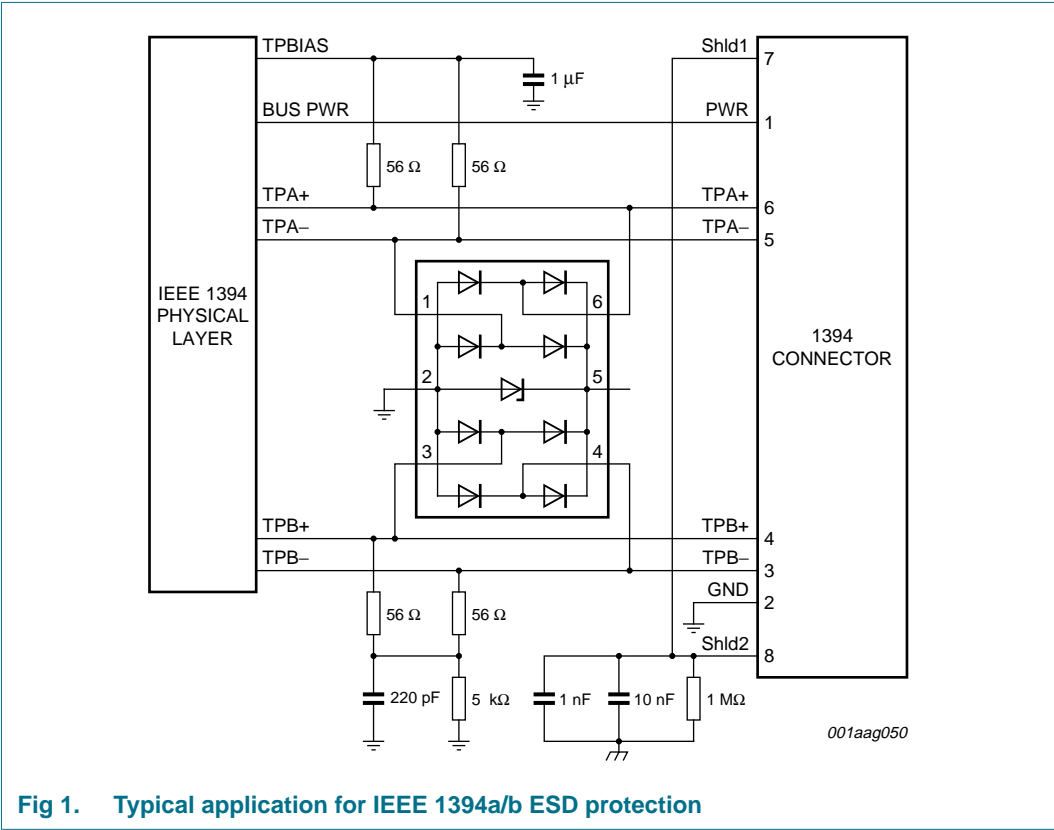 TPBIAS
Shld1
7
1 μF
BUS PWR
PWR
1
56 Ω
56 Ω
TPA+
TPA+
6
TPA−
TPA−
5
IEEE 1394
PHYSICAL
LAYER
1
6
2
5
3
4
1394
CONNECTOR
TPB+
TPB+
4
TPB−
TPB−
3
GND
2
56 Ω
56 Ω
Shld2
8
220 pF
5 kΩ
1 nF
10 nF
1 MΩ
001aag050
Fig 1. Typical application for IEEE 1394a/b ESD protection